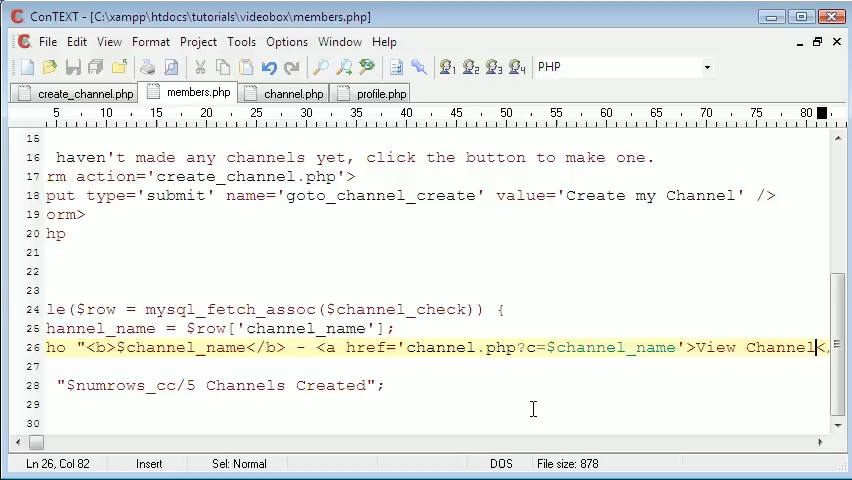 ConTEXT - [C:\xampp\htdocs\tutorials\videobox\members.php]
File Edit View Format Project Tools Options Window Help
1 2 3 4 PHP
create_channel.php members.php channel.php profile.php
5 10 15 20 25 30 35 40 45 50 55 60 65 70 75 80
15
16 haven't made any channels yet, click the button to make one.
17 rm action='create_channel.php'>
18 put type='submit' name='goto_channel_create' value='Create my Channel' />
19 orm>
20 hp
21
22
23
24 le($row = mysql_fetch_assoc($channel_check)) {
25 hannel_name = $row['channel_name'];
26 ho "<b>$channel_name</b> - <a href='channel.php?c=$channel_name'>View Channel<
27
28 "$numrows_cc/5 Channels Created";
29
30
Ln 26, Col 82 Insert Sel: Normal DOS File size: 878